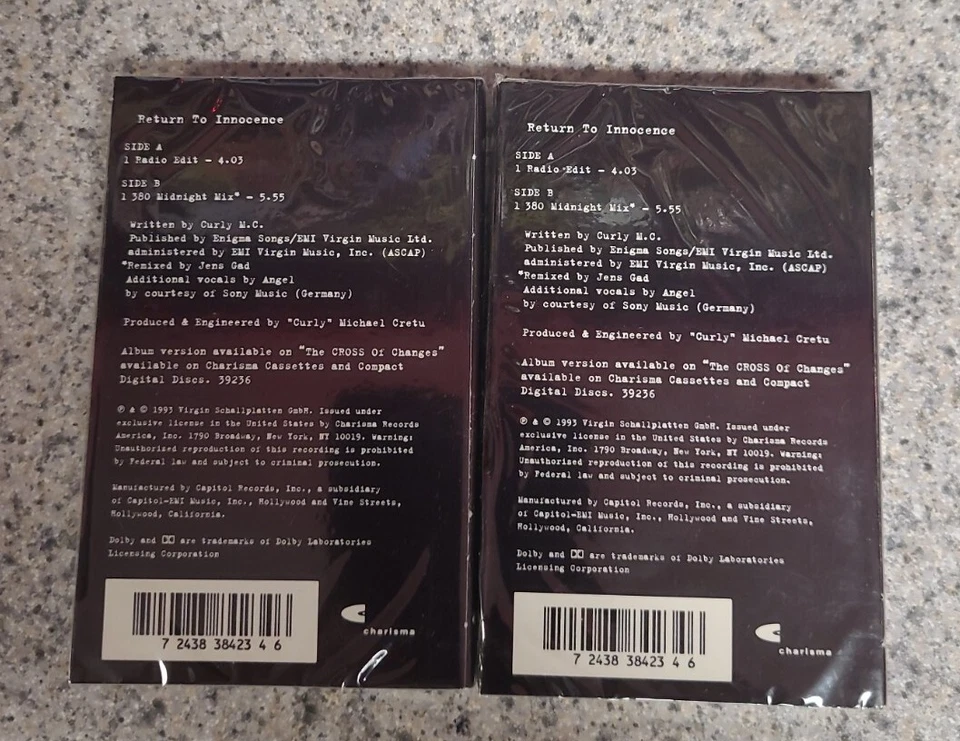 Return To Innocence
SIDE A
1 Radio Edit - 4.03
SIDE B
1 380 Midnight Mix* - 5.55
Written by Curly M.C.
Published by Enigma Songs/EMI Virgin Music Ltd.
administered by EMI Virgin Music, Inc. (ASCAP)
*Remixed by Jens Gad
Additional vocals by Angel
by courtesy of Sony Music (Germany)
Produced & Engineered by "Curly" Michael Cretu
Album version available on "The CROSS Of Changes"
available on Charisma Cassettes and Compact
Digital Discs. 39236
℗ & © 1993 Virgin Schallplatten GmbH. Issued under
exclusive license in the United States by Charisma Records
America, Inc. 1790 Broadway, New York, NY 10019. Warning:
Unauthorized reproduction of this recording is prohibited
by Federal law and subject to criminal prosecution.
Manufactured by Capitol Records, Inc., a subsidiary
of Capitol-EMI Music, Inc., Hollywood and Vine Streets,
Hollywood, California.
Dolby and are trademarks of Dolby Laboratories
Licensing Corporation
7 2438 38423 4 6
charisma
Return To Innocence
SIDE A
1 Radio Edit - 4.03
SIDE B
1 380 Midnight Mix* - 5.55
Written by Curly M.C.
Published by Enigma Songs/EMI Virgin Music Ltd.
administered by EMI Virgin Music, Inc. (ASCAP)
*Remixed by Jens Gad
Additional vocals by Angel
by courtesy of Sony Music (Germany)
Produced & Engineered by "Curly" Michael Cretu
Album version available on "The CROSS Of Changes"
available on Charisma Cassettes and Compact
Digital Discs. 39236
℗ & © 1993 Virgin Schallplatten GmbH. Issued under
exclusive license in the United States by Charisma Records
America, Inc. 1790 Broadway, New York, NY 10019. Warning:
Unauthorized reproduction of this recording is prohibited
by Federal law and subject to criminal prosecution.
Manufactured by Capitol Records, Inc., a subsidiary
of Capitol-EMI Music, Inc., Hollywood and Vine Streets,
Hollywood, California.
Dolby and are trademarks of Dolby Laboratories
Licensing Corporation
7 2438 38423 4 6
charisma